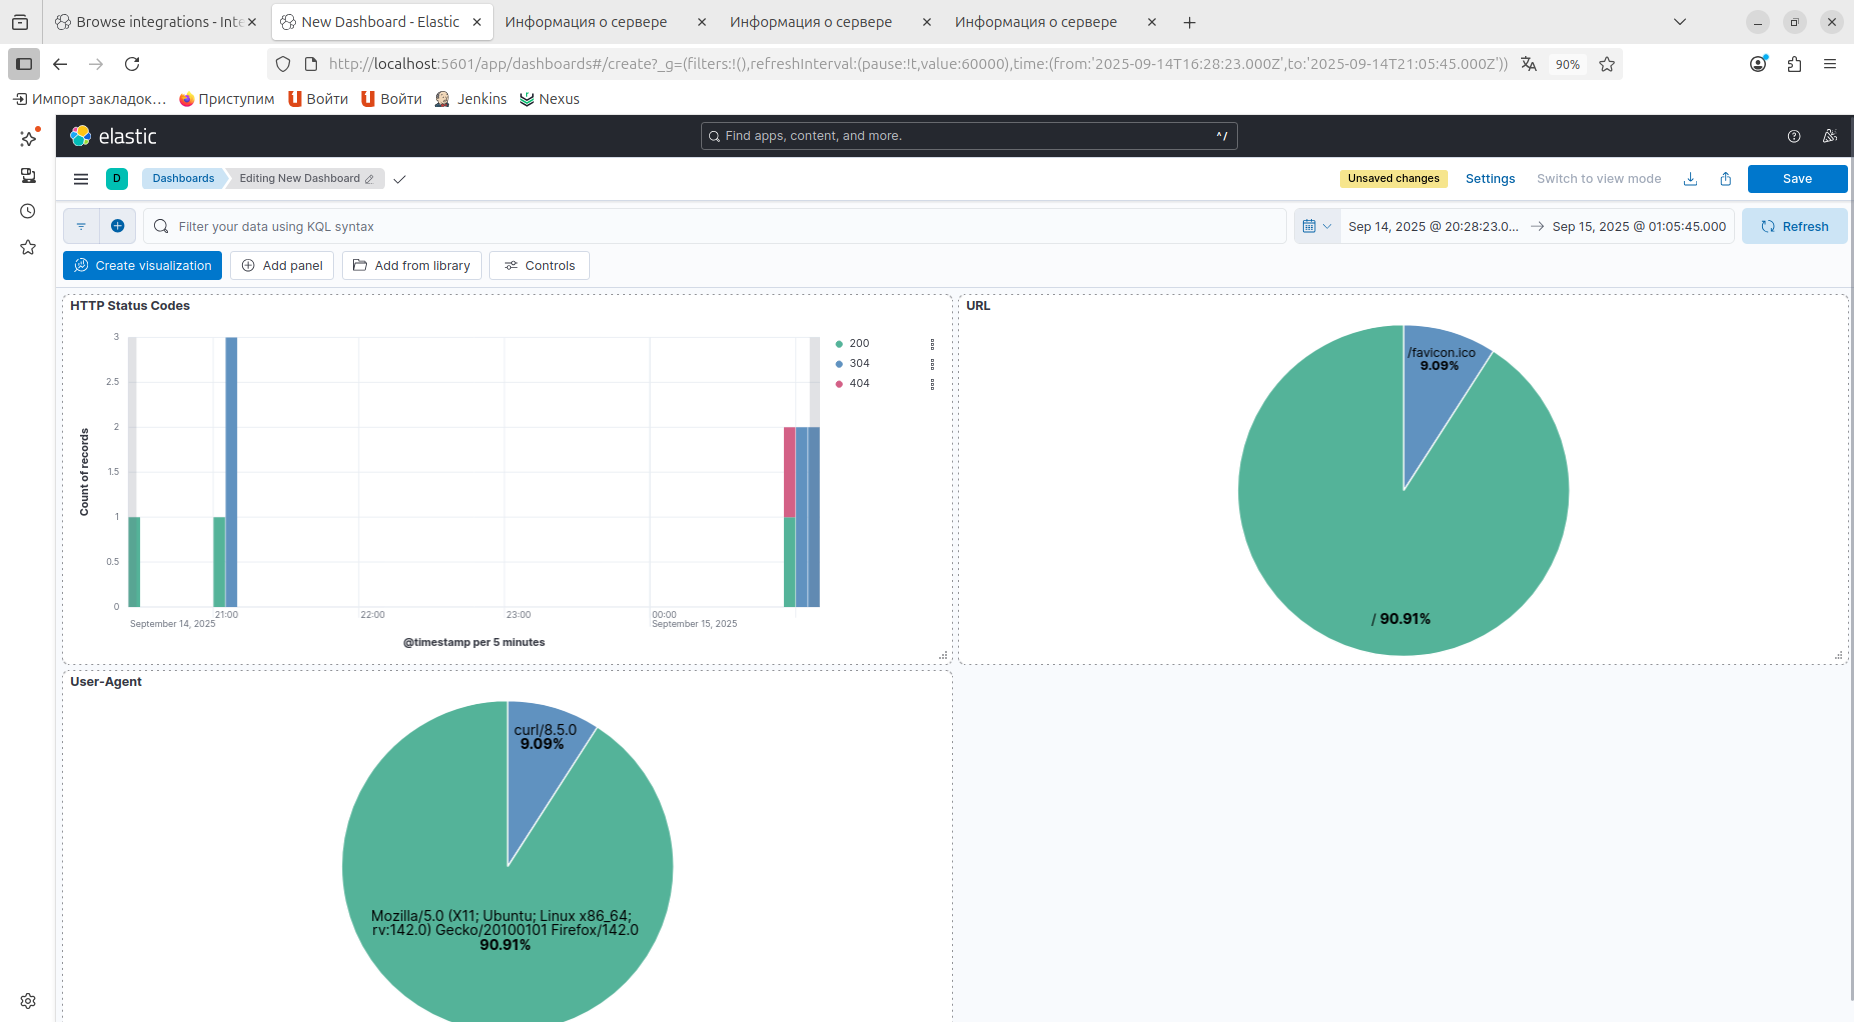 Browse integrations - Inte
New Dashboard - Elastic
Информация о сервере
Информация о сервере
Информация о сервере
http://localhost:5601/app/dashboards#/create?_g=(filters:!(),refreshInterval:(pause:!t,value:60000),time:(from:'2025-09-14T16:28:23.000Z',to:'2025-09-14T21:05:45.000Z'))
90%
Импорт закладок…
Приступим
Войти
Войти
Jenkins
Nexus
elastic
Find apps, content, and more.
^/
D
Dashboards
Editing New Dashboard
Unsaved changes
Settings
Switch to view mode
Save
Filter your data using KQL syntax
Sep 14, 2025 @ 20:28:23.0...
Sep 15, 2025 @ 01:05:45.000
Refresh
Create visualization
Add panel
Add from library
Controls
HTTP Status Codes
3
2.5
2
1.5
1
0.5
0
Count of records
21:00
22:00
23:00
00:00
September 14, 2025
September 15, 2025
@timestamp per 5 minutes
200
304
404
URL
/favicon.ico
9.09%
/ 90.91%
User-Agent
curl/8.5.0
9.09%
Mozilla/5.0 (X11; Ubuntu; Linux x86_64;
rv:142.0) Gecko/20100101 Firefox/142.0
90.91%